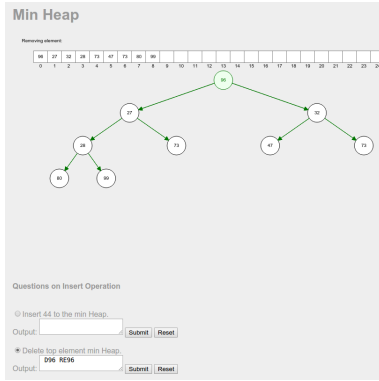 Min Heap
Removing element:
96 27 32 28 73 47 73 80 99
0 1 2 3 4 5 6 7 8 9 10 11 12 13 14 15 16 17 18 19 20 21 22 23 24
96
27 32
28 73 47 73
80 99
Questions on Insert Operation
Insert 44 to the min Heap.
Output: Submit Reset
Delete top element min Heap.
D96 RE96
Output: Submit Reset